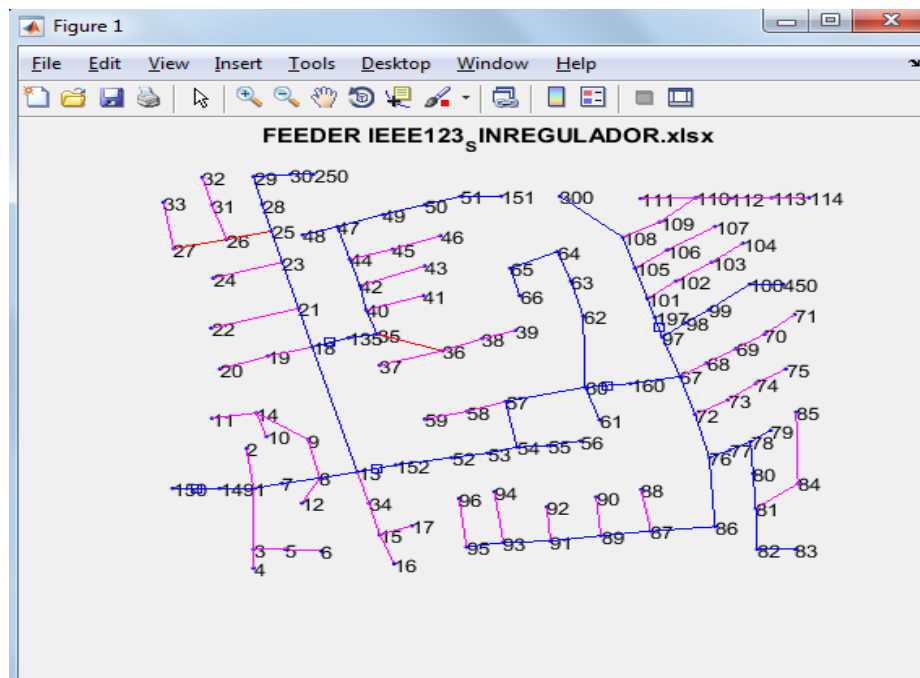 Figure 1
File Edit View Insert Tools Desktop Window Help
FEEDER IEEE123SINREGULADOR.xlsx
32 29 30 250
33 31 28 51 151 300 111 110 112 113 114
50
49
27 26 25 48 47 46 108 109 107
44 45 64 106 104
24 23 43 65 63 105 103
42 102
41 66 101 100 450
22 21 40 62 197 98 99 71
18 135 35 39 97 70
19 36 38 69
20 37 68
60 160 67 75
74
11 14 59 58 57 61 72 73 85
10 79
2 9 54 55 56 77 78
13 152 52 53 76
150 149 1 7 8 96 94 90 88 80 84
12 34 92 81
15 17 86
3 5 6 95 93 91 89 87 82 83
4 16